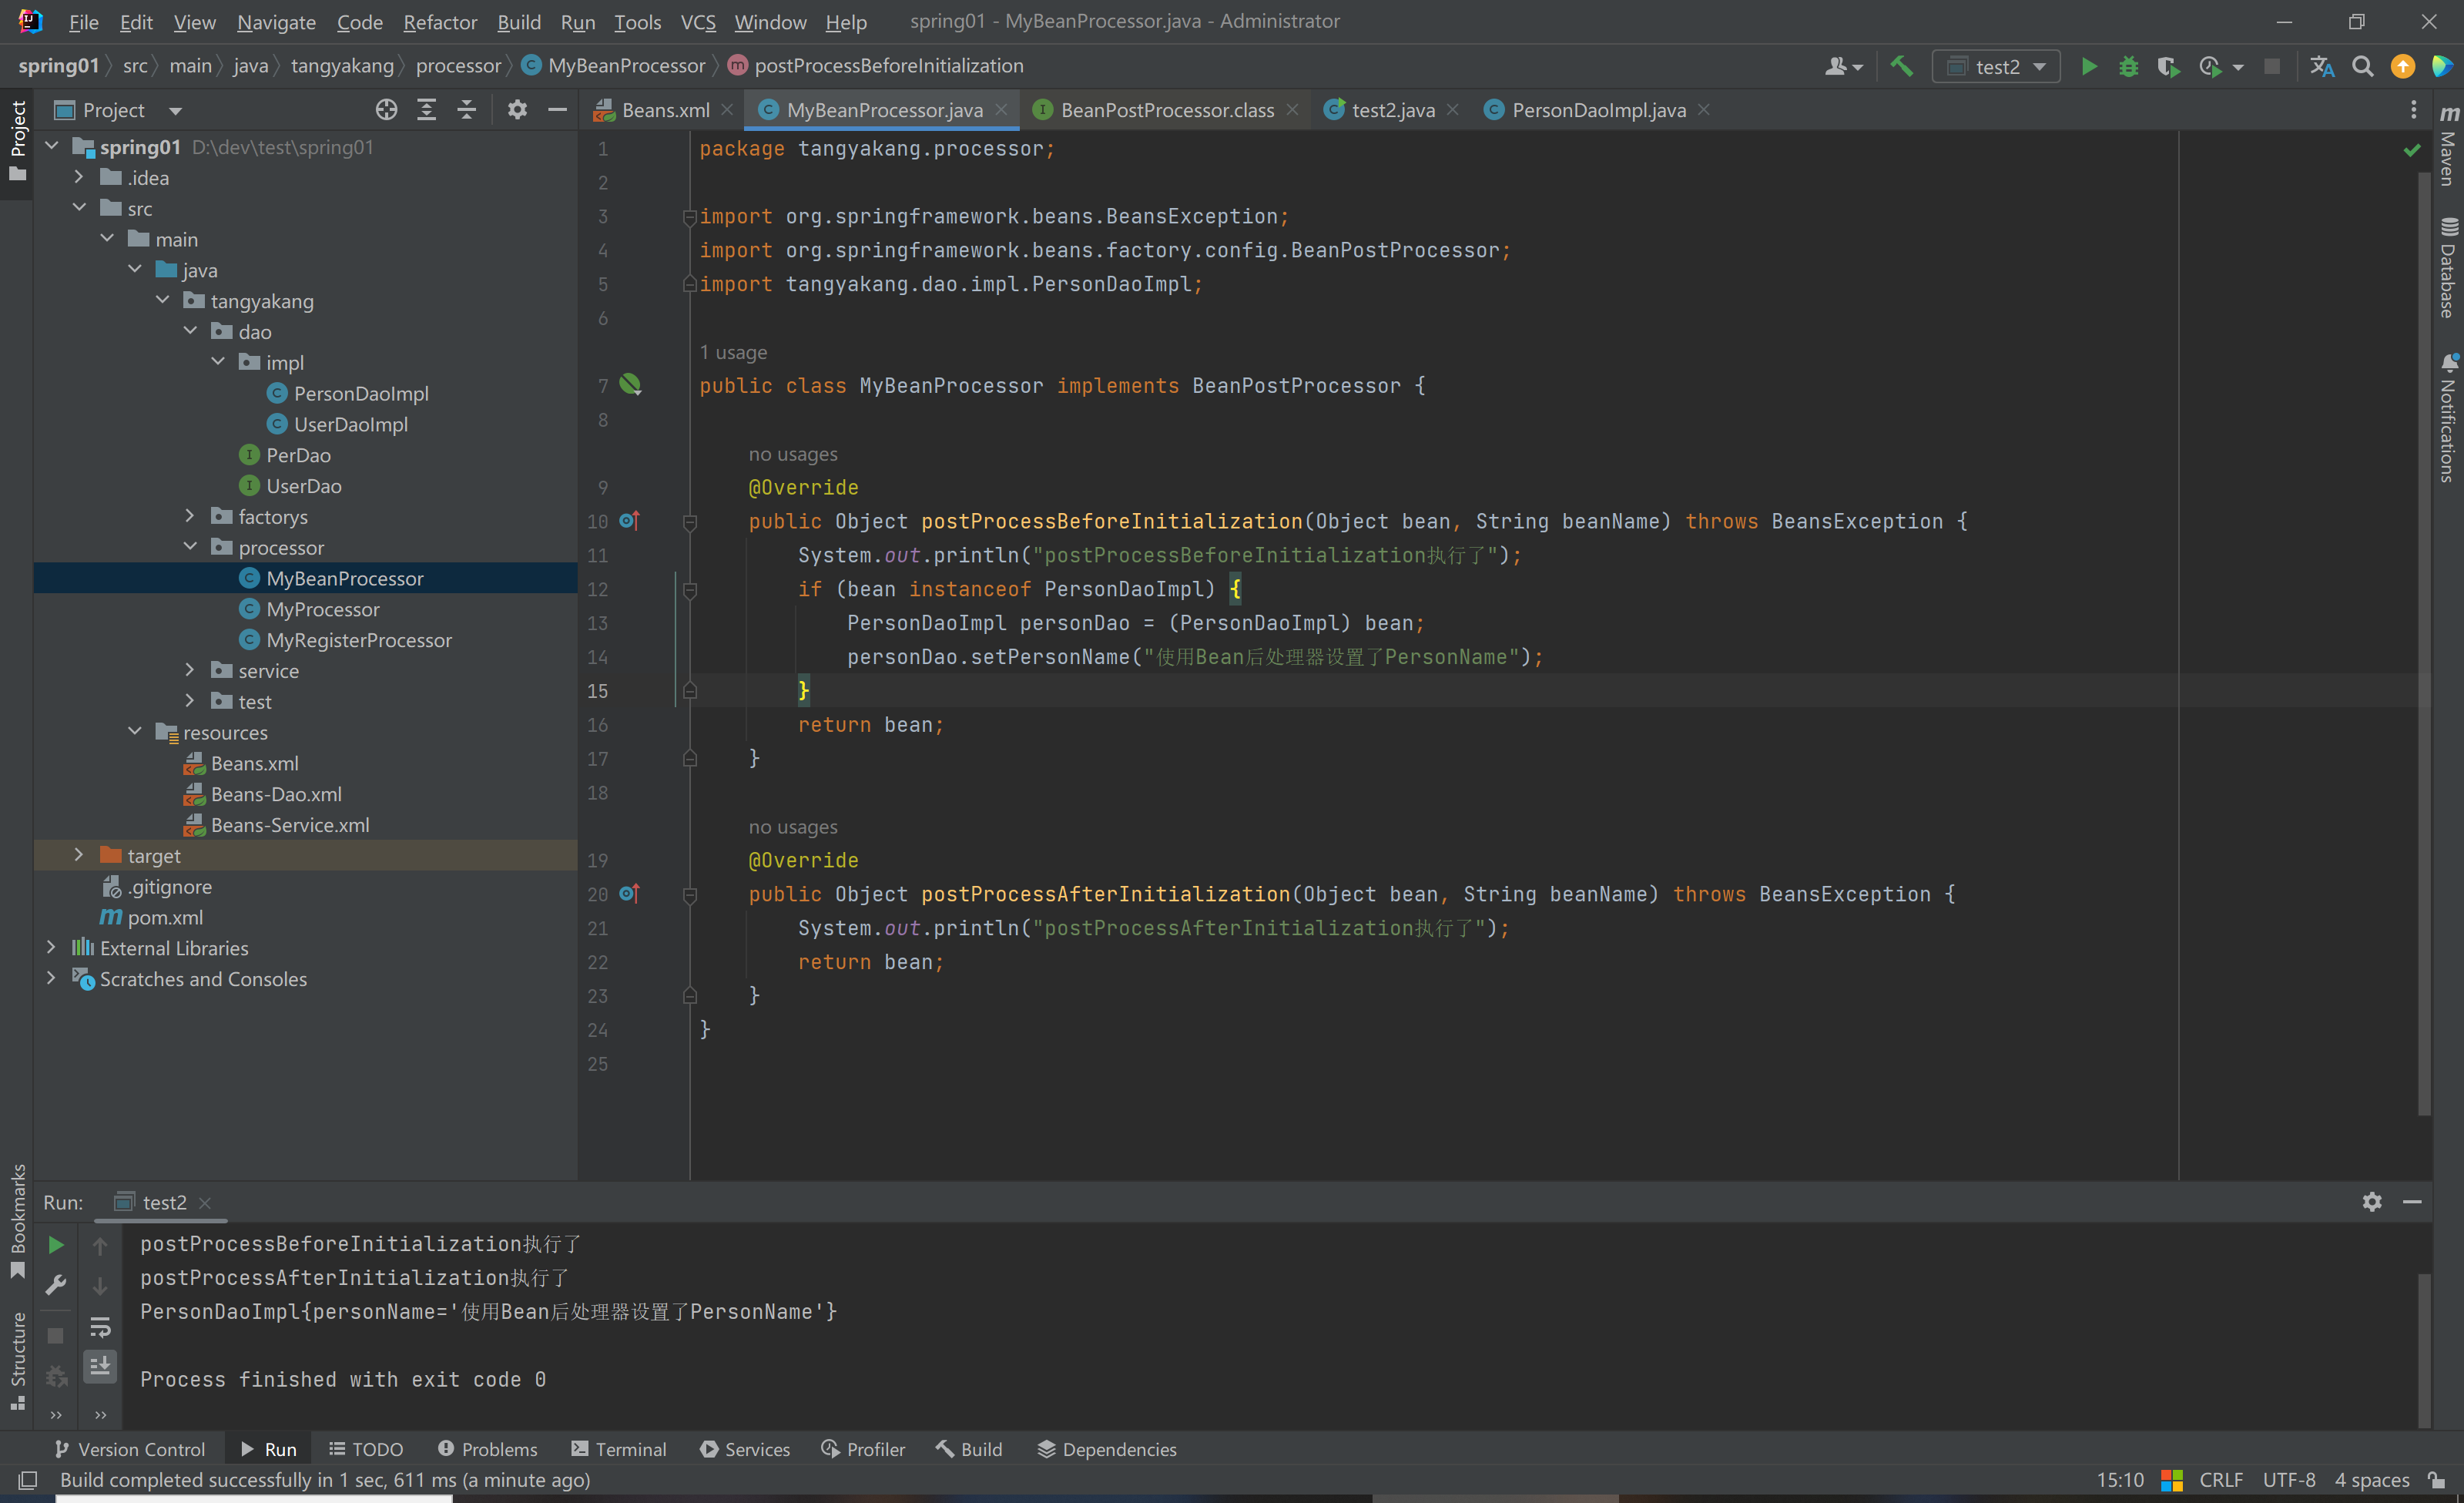 File Edit View Navigate Code Refactor Build Run Tools VCS Window Help spring01 - MyBeanProcessor.java - Administrator
spring01 src main java tangyakang processor MyBeanProcessor postProcessBeforeInitialization test2
Project
Beans.xml MyBeanProcessor.java BeanPostProcessor.class test2.java PersonDaoImpl.java
Project
Bookmarks
Structure
spring01 D:\dev\test\spring01
.idea
src
main
java
tangyakang
dao
impl
PersonDaoImpl
UserDaoImpl
PerDao
UserDao
factorys
processor
MyBeanProcessor
MyProcessor
MyRegisterProcessor
service
test
resources
Beans.xml
Beans-Dao.xml
Beans-Service.xml
target
.gitignore
pom.xml
External Libraries
Scratches and Consoles
1 package tangyakang.processor;
2
3 import org.springframework.beans.BeansException;
4 import org.springframework.beans.factory.config.BeanPostProcessor;
5 import tangyakang.dao.impl.PersonDaoImpl;
6
1 usage
7 public class MyBeanProcessor implements BeanPostProcessor {
8
no usages
9 @Override
10 public Object postProcessBeforeInitialization(Object bean, String beanName) throws BeansException {
11 System.out.println("postProcessBeforeInitialization执行了");
12 if (bean instanceof PersonDaoImpl) {
13 PersonDaoImpl personDao = (PersonDaoImpl) bean;
14 personDao.setPersonName("使用Bean后处理器设置了PersonName");
15 }
16 return bean;
17 }
18
no usages
19 @Override
20 public Object postProcessAfterInitialization(Object bean, String beanName) throws BeansException {
21 System.out.println("postProcessAfterInitialization执行了");
22 return bean;
23 }
24 }
25
Maven
Database
Notifications
Run: test2
postProcessBeforeInitialization执行了
postProcessAfterInitialization执行了
PersonDaoImpl{personName='使用Bean后处理器设置了PersonName'}
Process finished with exit code 0
Version Control Run TODO Problems Terminal Services Profiler Build Dependencies
Build completed successfully in 1 sec, 611 ms (a minute ago) 15:10 CRLF UTF-8 4 spaces